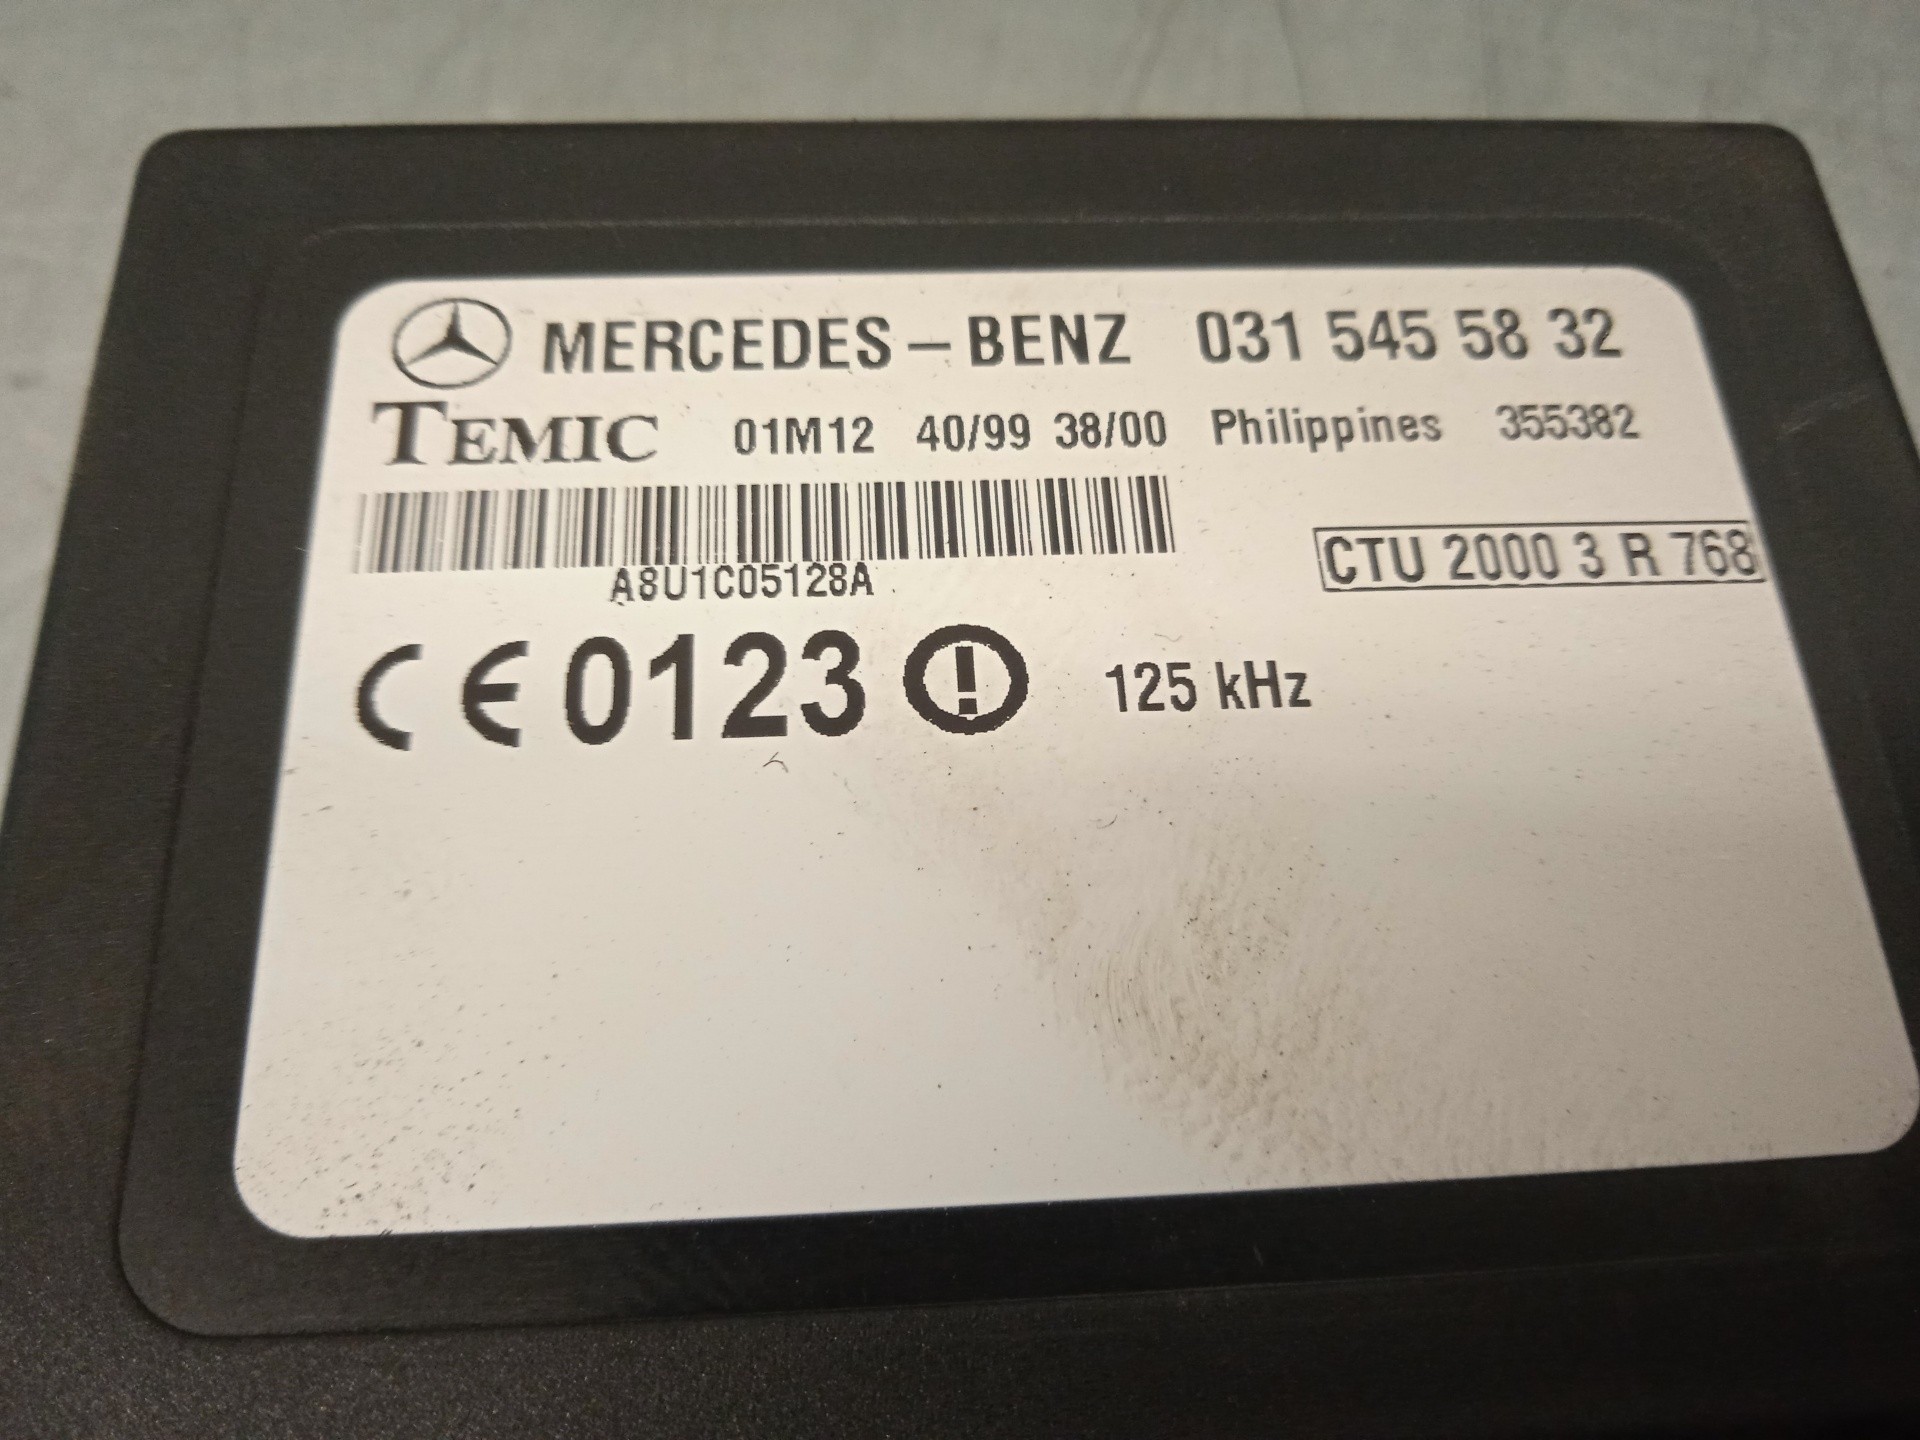 MERCEDES-BENZ 031 545 58 32
TEMIC 01M12 40/99 38/00 Philippines 355382
A8U1C05128A
CTU 2000 3 R 768
CE 0123 ! 125 kHz